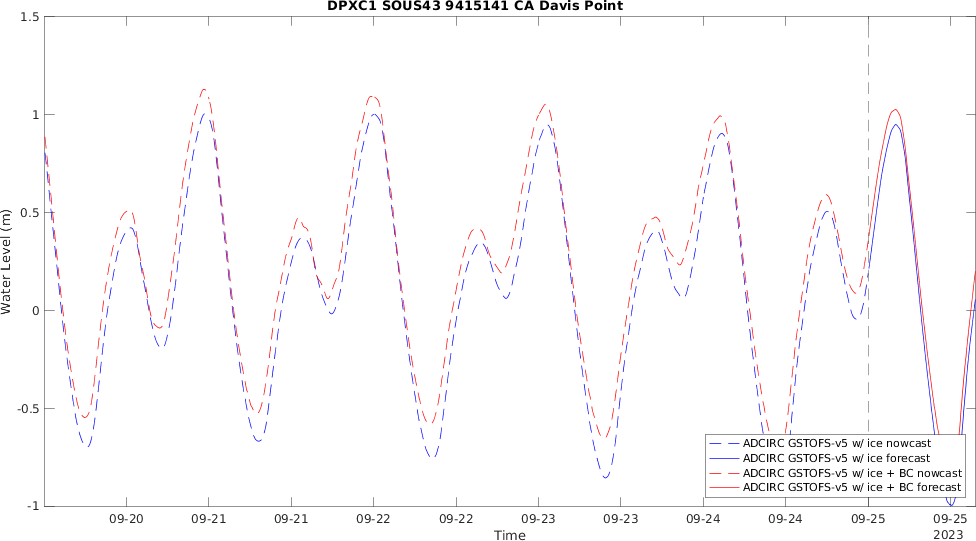 DPXC1 SOUS43 9415141 CA Davis Point
1.5
1
0.5
0
-0.5
-1
Water Level (m)
ADCIRC GSTOFS-v5 w/ ice nowcast
ADCIRC GSTOFS-v5 w/ ice forecast
ADCIRC GSTOFS-v5 w/ ice + BC nowcast
ADCIRC GSTOFS-v5 w/ ice + BC forecast
09-20 09-21 09-21 09-22 09-22 09-23 09-23 09-24 09-24 09-25 09-25
2023
Time